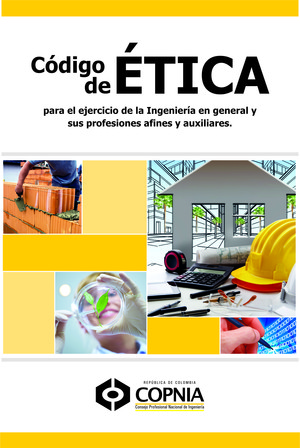 Código
de ÉTICA
para el ejercicio de la Ingeniería en general y
sus profesiones afines y auxiliares.
REPÚBLICA DE COLOMBIA
COPNIA
Consejo Profesional Nacional de Ingeniería